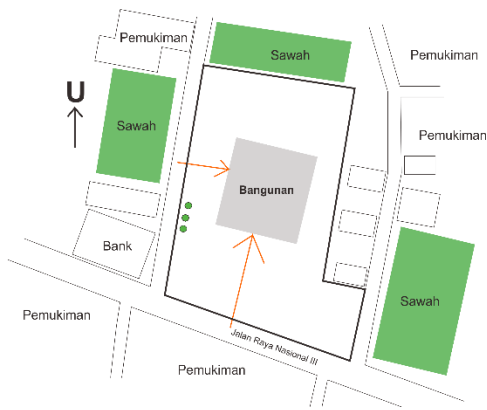 Pemukiman
Sawah
Pemukiman
U
Sawah
Pemukiman
Bangunan
Bank
Sawah
Pemukiman
Jalan Raya Nasional III
Pemukiman